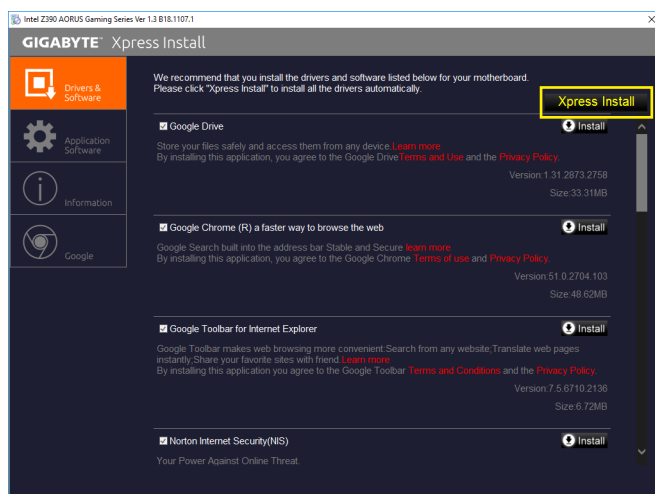 Intel Z390 AORUS Gaming Series Ver 1.3 B18.1107.1
GIGABYTE™ Xpress Install
Drivers &
Software
Application
Software
Information
Google
We recommend that you install the drivers and software listed below for your motherboard.
Please click "Xpress Install" to install all the drivers automatically.
Xpress Install
Google Drive
Install
Store your files safely and access them from any device.Learn more
By installing this application, you agree to the Google DriveTerms and Use and the Privacy Policy.
Version:1.31.2873.2758
Size:33.31MB
Google Chrome (R) a faster way to browse the web
Install
Google Search built into the address bar Stable and Secure learn more
By installing this application, you agree to the Google Chrome Terms of use and Privacy Policy.
Version:51.0.2704.103
Size:48.62MB
Google Toolbar for Internet Explorer
Install
Google Toolbar makes web browsing more convenient.Search from any website;Translate web pages
instantly;Share your favorite sites with friend.Learn more
By installing this application you agree to the Google Toolbar Terms and Conditions and the Privacy Policy.
Version:7.5.6710.2136
Size:6.72MB
Norton Internet Security(NIS)
Install
Your Power Against Online Threat.